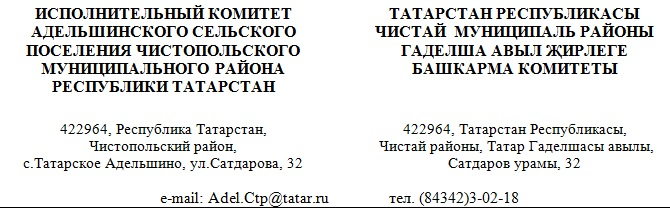 ИСПОЛНИТЕЛЬНЫЙ КОМИТЕТ
АДЕЛЬШИНСКОГО СЕЛЬСКОГО
ПОСЕЛЕНИЯ ЧИСТОПОЛЬСКОГО
МУНИЦИПАЛЬНОГО РАЙОНА
РЕСПУБЛИКИ ТАТАРСТАН
422964, Республика Татарстан,
Чистопольский район,
с.Татарское Адельшино, ул.Сатдарова, 32
ТАТАРСТАН РЕСПУБЛИКАСЫ
ЧИСТАЙ МУНИЦИПАЛЬ РАЙОНЫ
ГАДЕЛША АВЫЛ ҖИРЛЕГЕ
БАШКАРМА КОМИТЕТЫ
422964, Татарстан Республикасы,
Чистай районы, Татар Гаделшасы авылы,
Сатдаров урамы, 32
e-mail: Adel.Ctp@tatar.ru тел. (84342)3-02-18